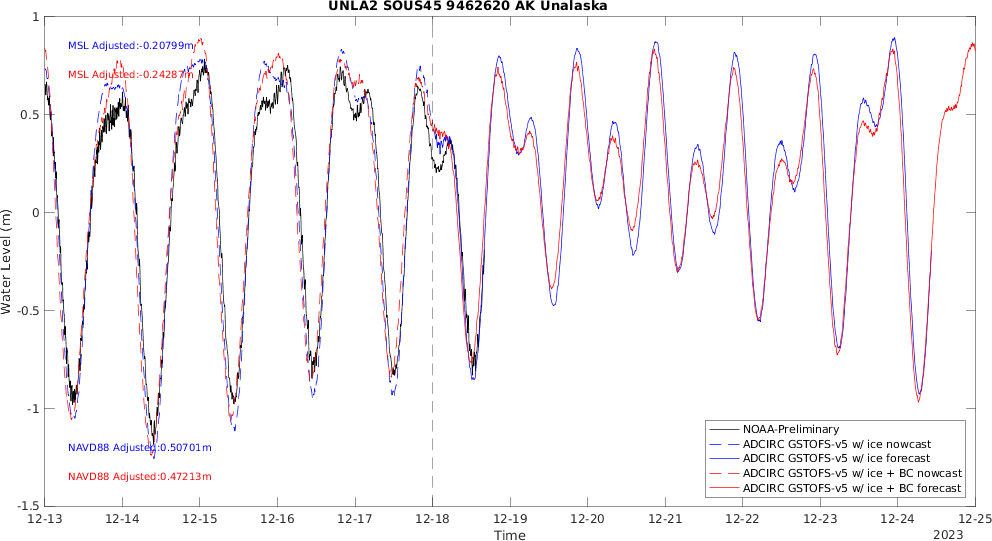 UNLA2 SOUS45 9462620 AK Unalaska
1
MSL Adjusted:-0.20799m
MSL Adjusted:-0.24287m
0.5
0
Water Level (m)
-0.5
-1
NAVD88 Adjusted:0.50701m
NAVD88 Adjusted:0.47213m
-1.5
NOAA-Preliminary
ADCIRC GSTOFS-v5 w/ ice nowcast
ADCIRC GSTOFS-v5 w/ ice forecast
ADCIRC GSTOFS-v5 w/ ice + BC nowcast
ADCIRC GSTOFS-v5 w/ ice + BC forecast
12-13 12-14 12-15 12-16 12-17 12-18 12-19 12-20 12-21 12-22 12-23 12-24 12-25
Time
2023